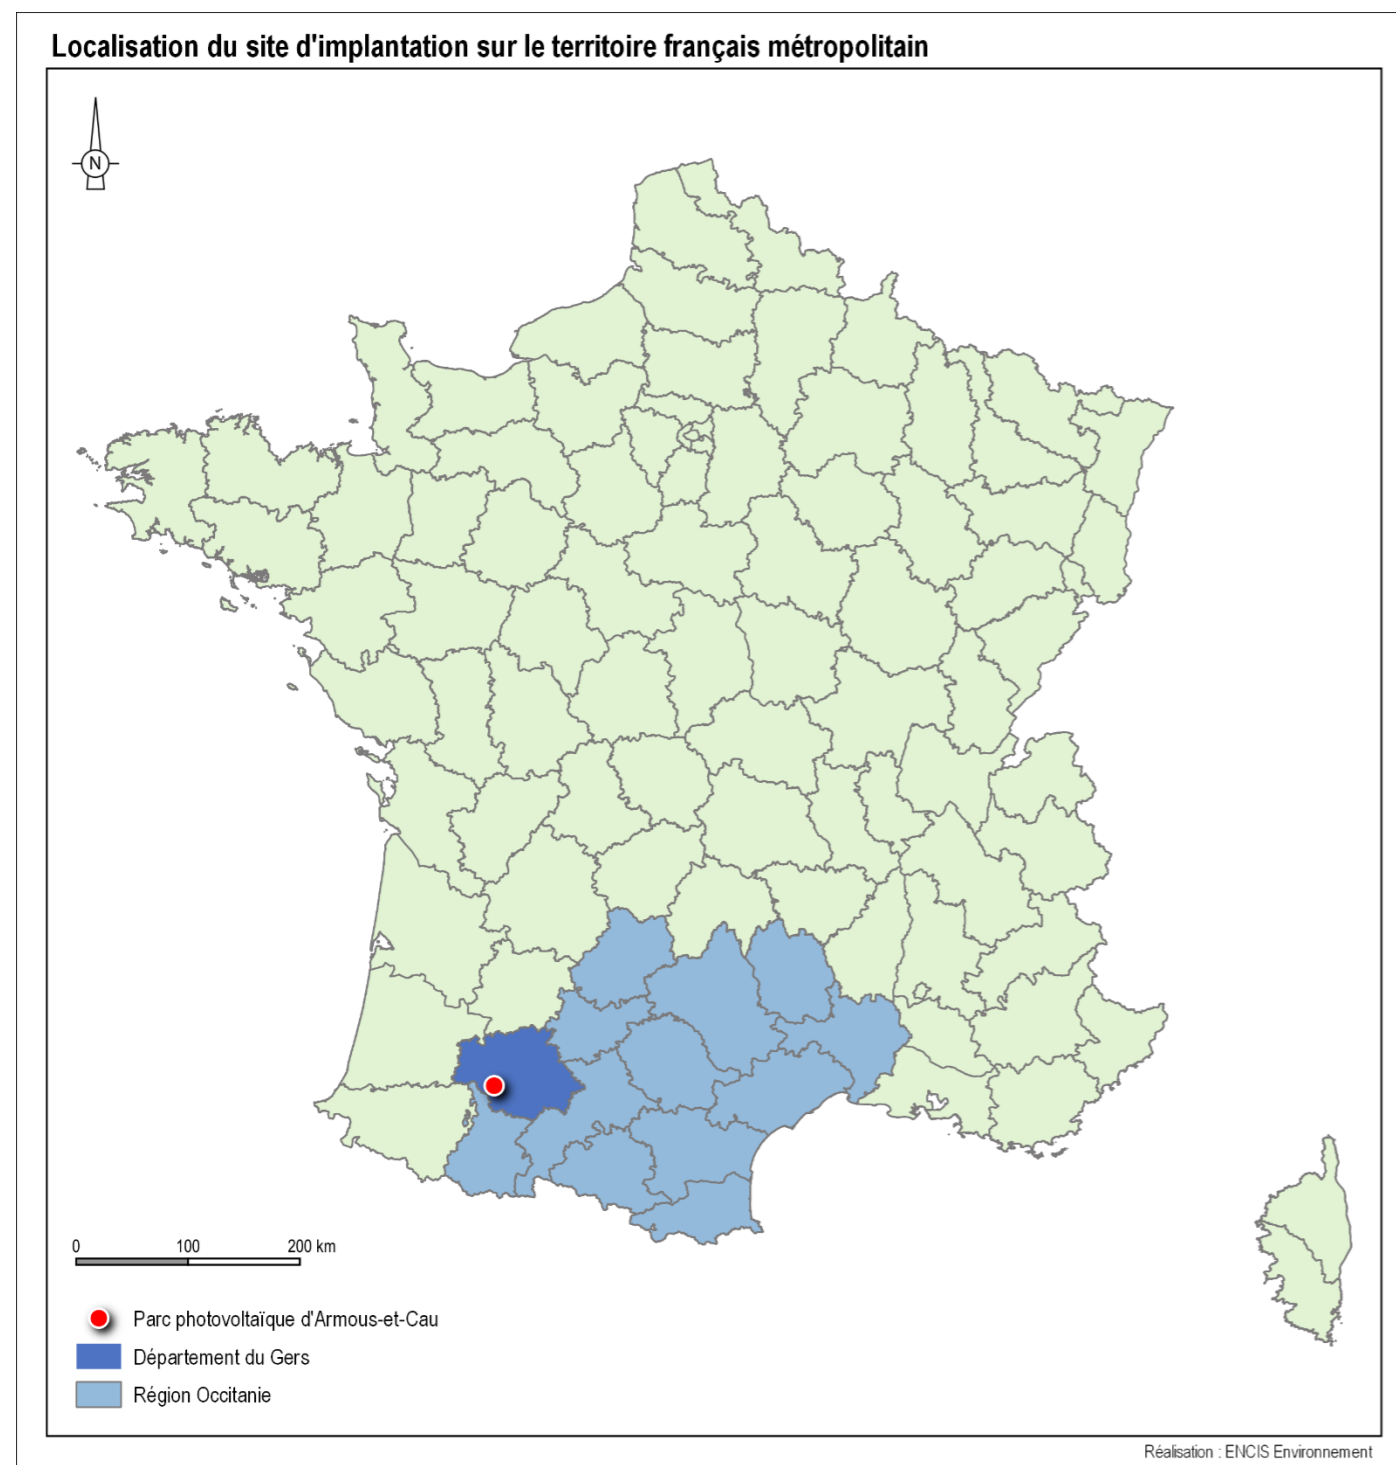 Localisation du site d'implantation sur le territoire français métropolitain
N
0 100 200 km
Parc photovoltaïque d'Armous-et-Cau
Département du Gers
Région Occitanie
Réalisation : ENCIS Environnement